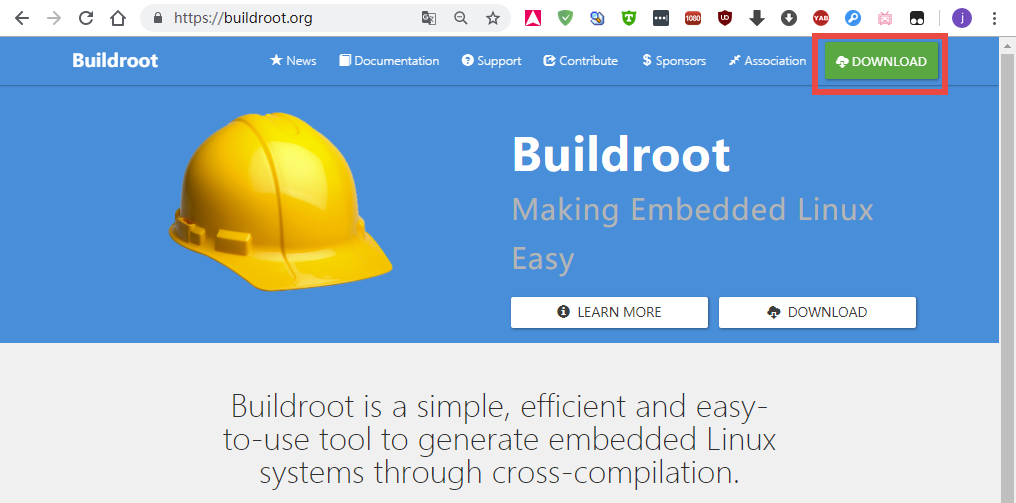 https://buildroot.org
1080
UD
YAB
j
Buildroot
News
Documentation
Support
Contribute
$ Sponsors
Association
DOWNLOAD
Buildroot
Making Embedded Linux
Easy
LEARN MORE
DOWNLOAD
Buildroot is a simple, efficient and easy-
to-use tool to generate embedded Linux
systems through cross-compilation.